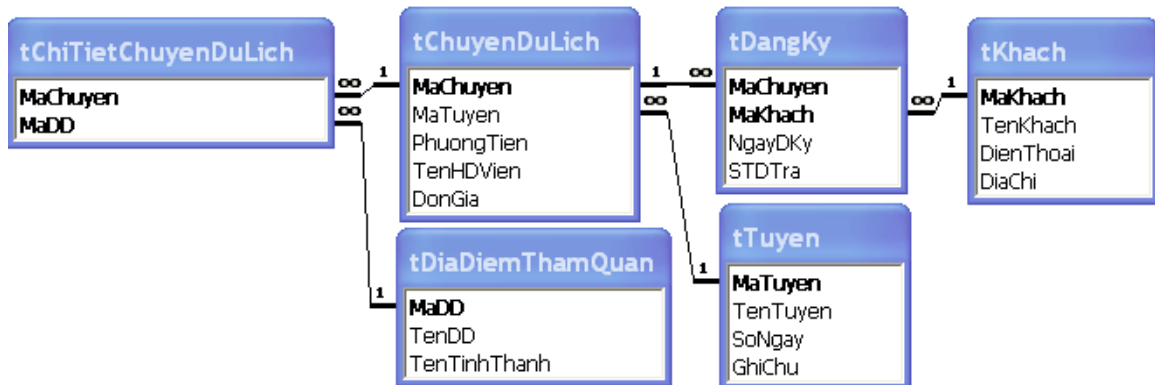 tChiTietChuyenDuLich
MaChuyen
MaDD
tChuyenDuLich
MaChuyen
MaTuyen
PhuongTien
TenHDVien
DonGia
tDangKy
MaChuyen
MaKhach
NgayDKy
STDTra
tKhach
MaKhach
TenKhach
DienThoai
DiaChi
tDiaDiemThamQuan
MaDD
TenDD
TenTinhThanh
tTuyen
MaTuyen
TenTuyen
SoNgay
GhiChu
∞ 1
∞
1
1 ∞
∞
1
∞ 1
1